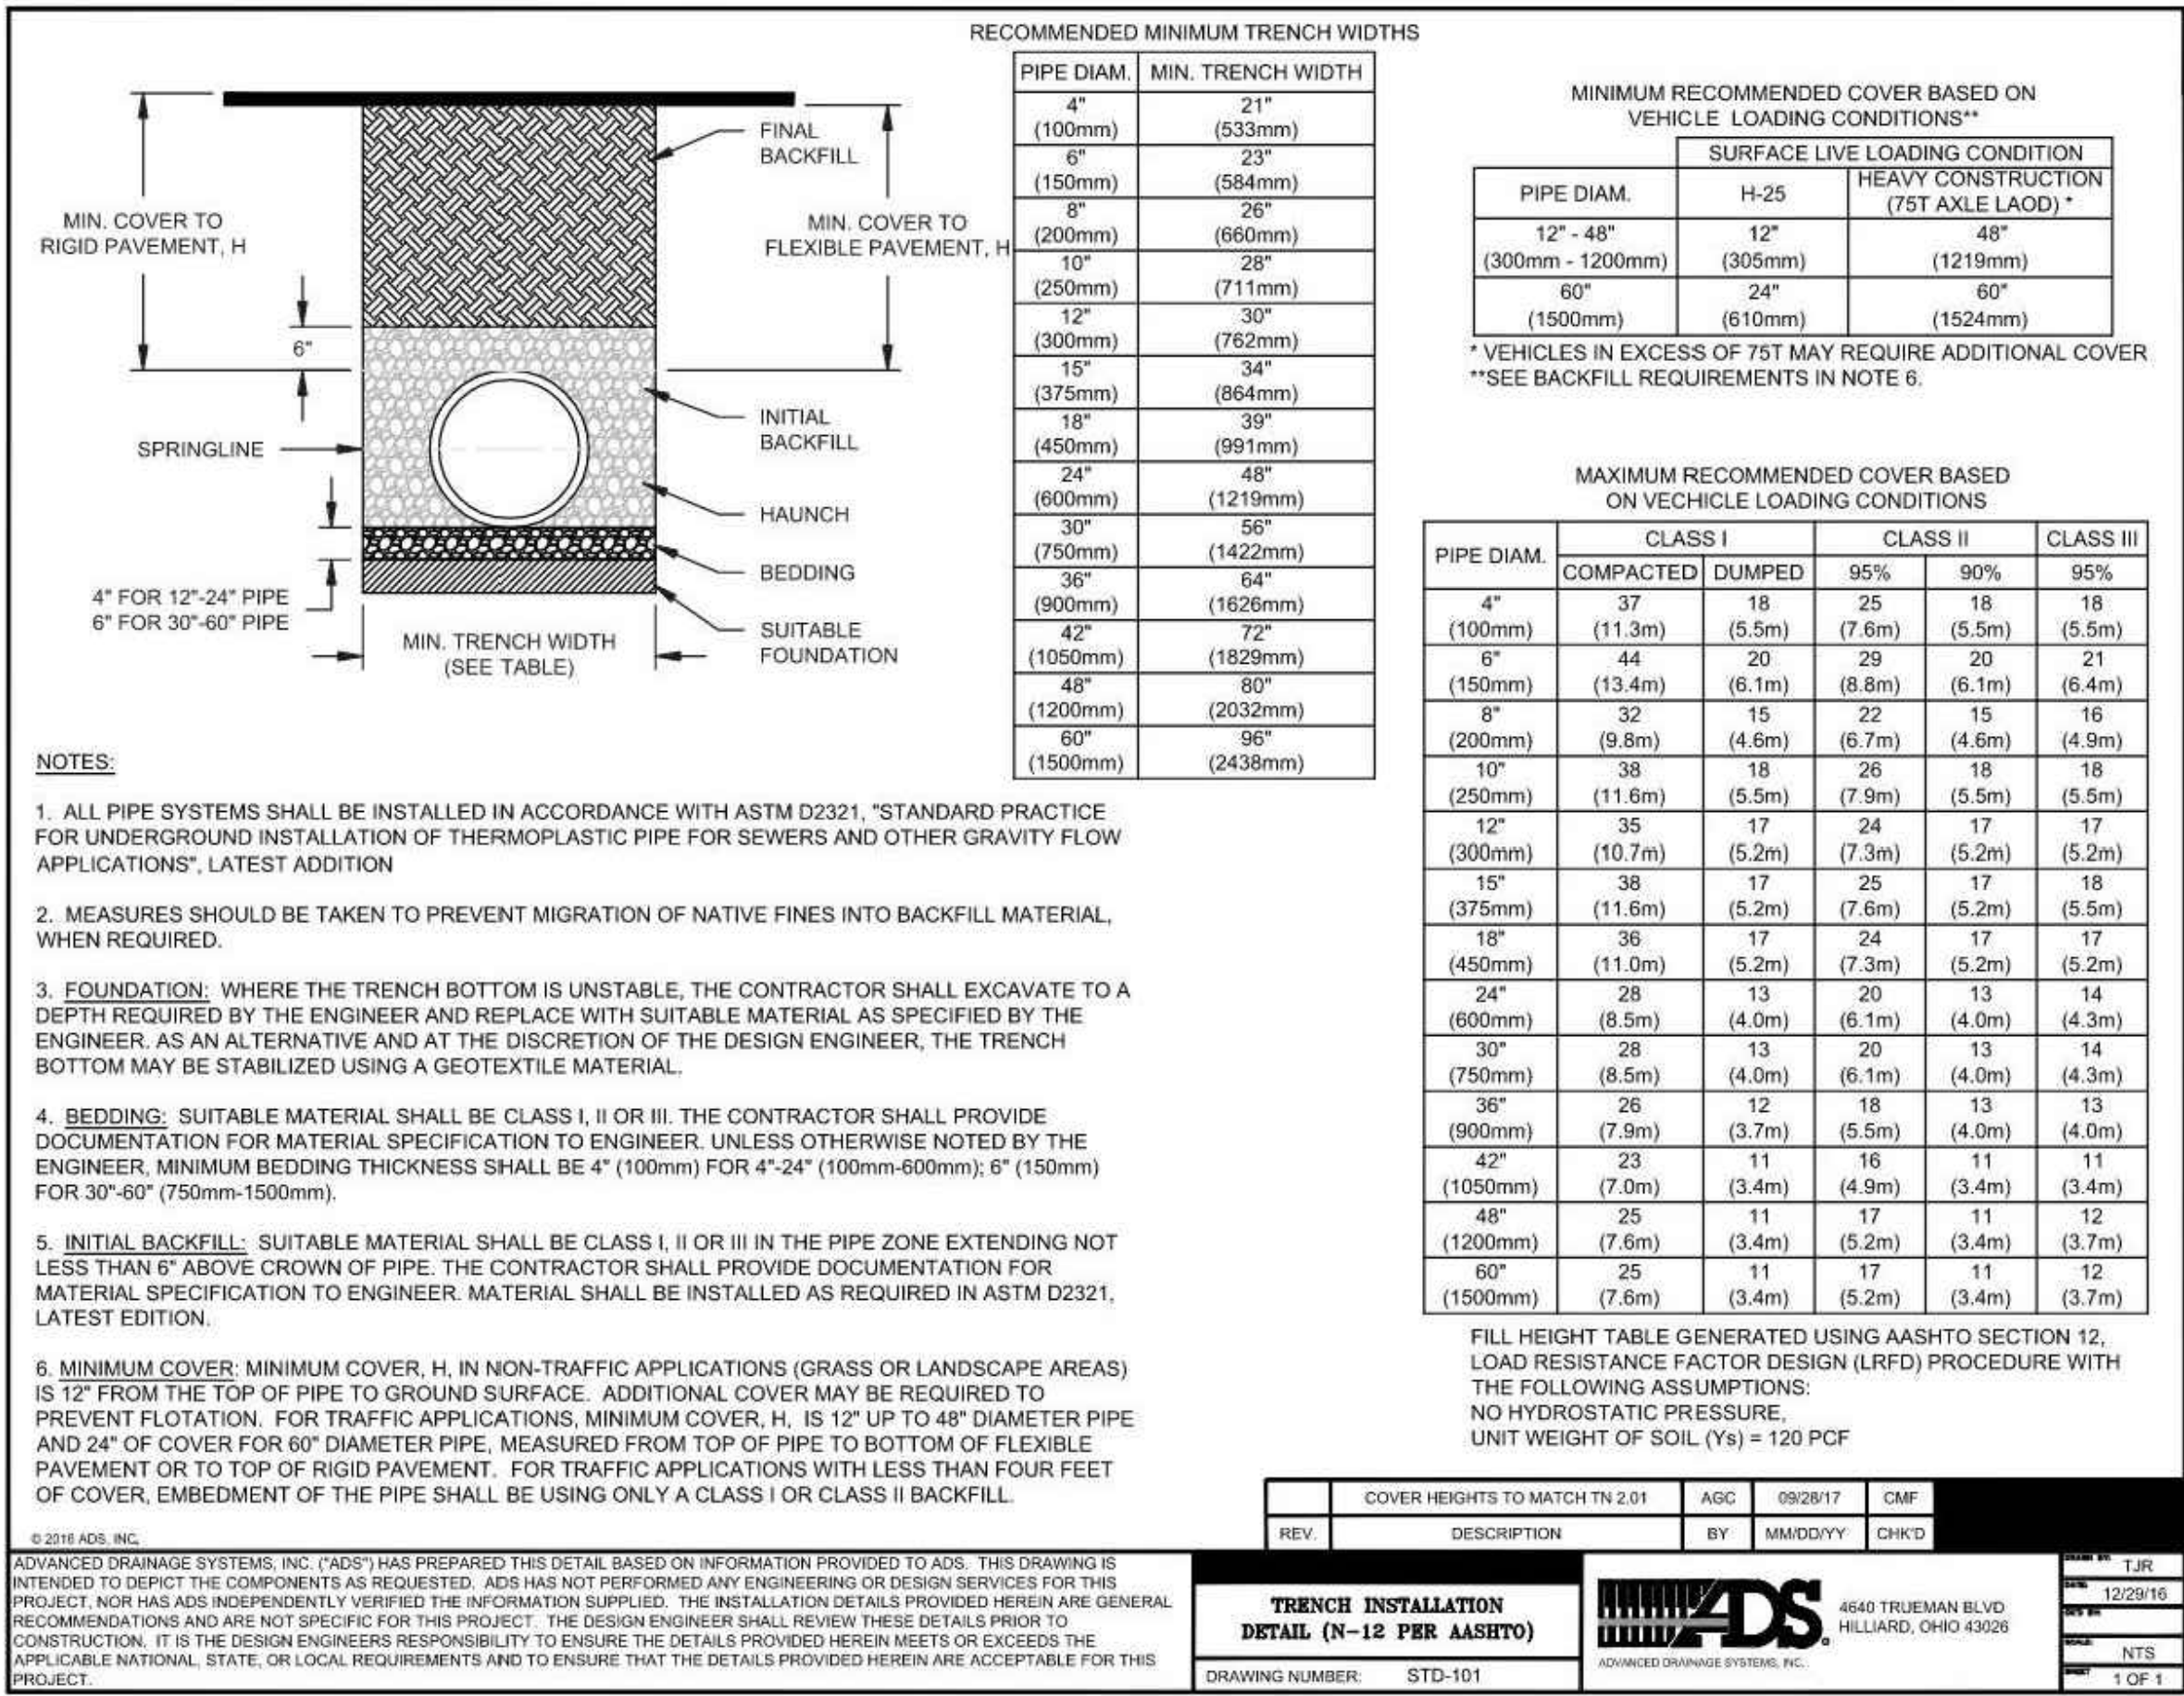 RECOMMENDED MINIMUM TRENCH WIDTHS
PIPE DIAM. MIN. TRENCH WIDTH
4" 21"
(100mm) (533mm)
6" 23"
(150mm) (584mm)
8" 26"
(200mm) (660mm)
10" 28"
(250mm) (711mm)
12" 30"
(300mm) (762mm)
15" 34"
(375mm) (864mm)
18" 39"
(450mm) (991mm)
24" 48"
(600mm) (1219mm)
30" 56"
(750mm) (1422mm)
36" 64"
(900mm) (1626mm)
42" 72"
(1050mm) (1829mm)
48" 80"
(1200mm) (2032mm)
60" 96"
(1500mm) (2438mm)
FINAL
BACKFILL
MIN. COVER TO
RIGID PAVEMENT, H
MIN. COVER TO
FLEXIBLE PAVEMENT, H
6"
INITIAL
BACKFILL
SPRINGLINE
HAUNCH
BEDDING
4" FOR 12"-24" PIPE
6" FOR 30"-60" PIPE
SUITABLE
FOUNDATION
MIN. TRENCH WIDTH
(SEE TABLE)
MINIMUM RECOMMENDED COVER BASED ON
VEHICLE LOADING CONDITIONS**
SURFACE LIVE LOADING CONDITION
PIPE DIAM. H-25 HEAVY CONSTRUCTION
(75T AXLE LAOD) *
12" - 48" 12" 48"
(300mm - 1200mm) (305mm) (1219mm)
60" 24" 60"
(1500mm) (610mm) (1524mm)
* VEHICLES IN EXCESS OF 75T MAY REQUIRE ADDITIONAL COVER
**SEE BACKFILL REQUIREMENTS IN NOTE 6.
MAXIMUM RECOMMENDED COVER BASED
ON VECHICLE LOADING CONDITIONS
PIPE DIAM. CLASS I CLASS II CLASS III
COMPACTED DUMPED 95% 90% 95%
4" 37 18 25 18 18
(100mm) (11.3m) (5.5m) (7.6m) (5.5m) (5.5m)
6" 44 20 29 20 21
(150mm) (13.4m) (6.1m) (8.8m) (6.1m) (6.4m)
8" 32 15 22 15 16
(200mm) (9.8m) (4.6m) (6.7m) (4.6m) (4.9m)
10" 38 18 26 18 18
(250mm) (11.6m) (5.5m) (7.9m) (5.5m) (5.5m)
12" 35 17 24 17 17
(300mm) (10.7m) (5.2m) (7.3m) (5.2m) (5.2m)
15" 38 17 25 17 18
(375mm) (11.6m) (5.2m) (7.6m) (5.2m) (5.5m)
18" 36 17 24 17 17
(450mm) (11.0m) (5.2m) (7.3m) (5.2m) (5.2m)
24" 28 13 20 13 14
(600mm) (8.5m) (4.0m) (6.1m) (4.0m) (4.3m)
30" 28 13 20 13 14
(750mm) (8.5m) (4.0m) (6.1m) (4.0m) (4.3m)
36" 26 12 18 13 13
(900mm) (7.9m) (3.7m) (5.5m) (4.0m) (4.0m)
42" 23 11 16 11 11
(1050mm) (7.0m) (3.4m) (4.9m) (3.4m) (3.4m)
48" 25 11 17 11 12
(1200mm) (7.6m) (3.4m) (5.2m) (3.4m) (3.7m)
60" 25 11 17 11 12
(1500mm) (7.6m) (3.4m) (5.2m) (3.4m) (3.7m)
FILL HEIGHT TABLE GENERATED USING AASHTO SECTION 12,
LOAD RESISTANCE FACTOR DESIGN (LRFD) PROCEDURE WITH
THE FOLLOWING ASSUMPTIONS:
NO HYDROSTATIC PRESSURE,
UNIT WEIGHT OF SOIL (Ys) = 120 PCF
NOTES:
1. ALL PIPE SYSTEMS SHALL BE INSTALLED IN ACCORDANCE WITH ASTM D2321, "STANDARD PRACTICE
FOR UNDERGROUND INSTALLATION OF THERMOPLASTIC PIPE FOR SEWERS AND OTHER GRAVITY FLOW
APPLICATIONS", LATEST ADDITION
2. MEASURES SHOULD BE TAKEN TO PREVENT MIGRATION OF NATIVE FINES INTO BACKFILL MATERIAL,
WHEN REQUIRED.
3. FOUNDATION: WHERE THE TRENCH BOTTOM IS UNSTABLE, THE CONTRACTOR SHALL EXCAVATE TO A
DEPTH REQUIRED BY THE ENGINEER AND REPLACE WITH SUITABLE MATERIAL AS SPECIFIED BY THE
ENGINEER. AS AN ALTERNATIVE AND AT THE DISCRETION OF THE DESIGN ENGINEER, THE TRENCH
BOTTOM MAY BE STABILIZED USING A GEOTEXTILE MATERIAL.
4. BEDDING: SUITABLE MATERIAL SHALL BE CLASS I, II OR III. THE CONTRACTOR SHALL PROVIDE
DOCUMENTATION FOR MATERIAL SPECIFICATION TO ENGINEER. UNLESS OTHERWISE NOTED BY THE
ENGINEER, MINIMUM BEDDING THICKNESS SHALL BE 4" (100mm) FOR 4"-24" (100mm-600mm); 6" (150mm)
FOR 30"-60" (750mm-1500mm).
5. INITIAL BACKFILL: SUITABLE MATERIAL SHALL BE CLASS I, II OR III IN THE PIPE ZONE EXTENDING NOT
LESS THAN 6" ABOVE CROWN OF PIPE. THE CONTRACTOR SHALL PROVIDE DOCUMENTATION FOR
MATERIAL SPECIFICATION TO ENGINEER. MATERIAL SHALL BE INSTALLED AS REQUIRED IN ASTM D2321,
LATEST EDITION.
6. MINIMUM COVER: MINIMUM COVER, H, IN NON-TRAFFIC APPLICATIONS (GRASS OR LANDSCAPE AREAS)
IS 12" FROM THE TOP OF PIPE TO GROUND SURFACE. ADDITIONAL COVER MAY BE REQUIRED TO
PREVENT FLOTATION. FOR TRAFFIC APPLICATIONS, MINIMUM COVER, H, IS 12" UP TO 48" DIAMETER PIPE
AND 24" OF COVER FOR 60" DIAMETER PIPE, MEASURED FROM TOP OF PIPE TO BOTTOM OF FLEXIBLE
PAVEMENT OR TO TOP OF RIGID PAVEMENT. FOR TRAFFIC APPLICATIONS WITH LESS THAN FOUR FEET
OF COVER, EMBEDMENT OF THE PIPE SHALL BE USING ONLY A CLASS I OR CLASS II BACKFILL.
© 2016 ADS, INC.
COVER HEIGHTS TO MATCH TN 2.01 AGC 09/28/17 CMF
REV. DESCRIPTION BY MM/DD/YY CHK'D
ADVANCED DRAINAGE SYSTEMS, INC. ("ADS") HAS PREPARED THIS DETAIL BASED ON INFORMATION PROVIDED TO ADS. THIS DRAWING IS
INTENDED TO DEPICT THE COMPONENTS AS REQUESTED. ADS HAS NOT PERFORMED ANY ENGINEERING OR DESIGN SERVICES FOR THIS
PROJECT, NOR HAS ADS INDEPENDENTLY VERIFIED THE INFORMATION SUPPLIED. THE INSTALLATION DETAILS PROVIDED HEREIN ARE GENERAL
RECOMMENDATIONS AND ARE NOT SPECIFIC FOR THIS PROJECT. THE DESIGN ENGINEER SHALL REVIEW THESE DETAILS PRIOR TO
CONSTRUCTION. IT IS THE DESIGN ENGINEERS RESPONSIBILITY TO ENSURE THE DETAILS PROVIDED HEREIN MEETS OR EXCEEDS THE
APPLICABLE NATIONAL, STATE, OR LOCAL REQUIREMENTS AND TO ENSURE THAT THE DETAILS PROVIDED HEREIN ARE ACCEPTABLE FOR THIS
PROJECT.
TRENCH INSTALLATION
DETAIL (N-12 PER AASHTO)
DRAWING NUMBER: STD-101
ADS
ADVANCED DRAINAGE SYSTEMS, INC.
4640 TRUEMAN BLVD
HILLIARD, OHIO 43026
TJR
12/29/16
NTS
1 OF 1